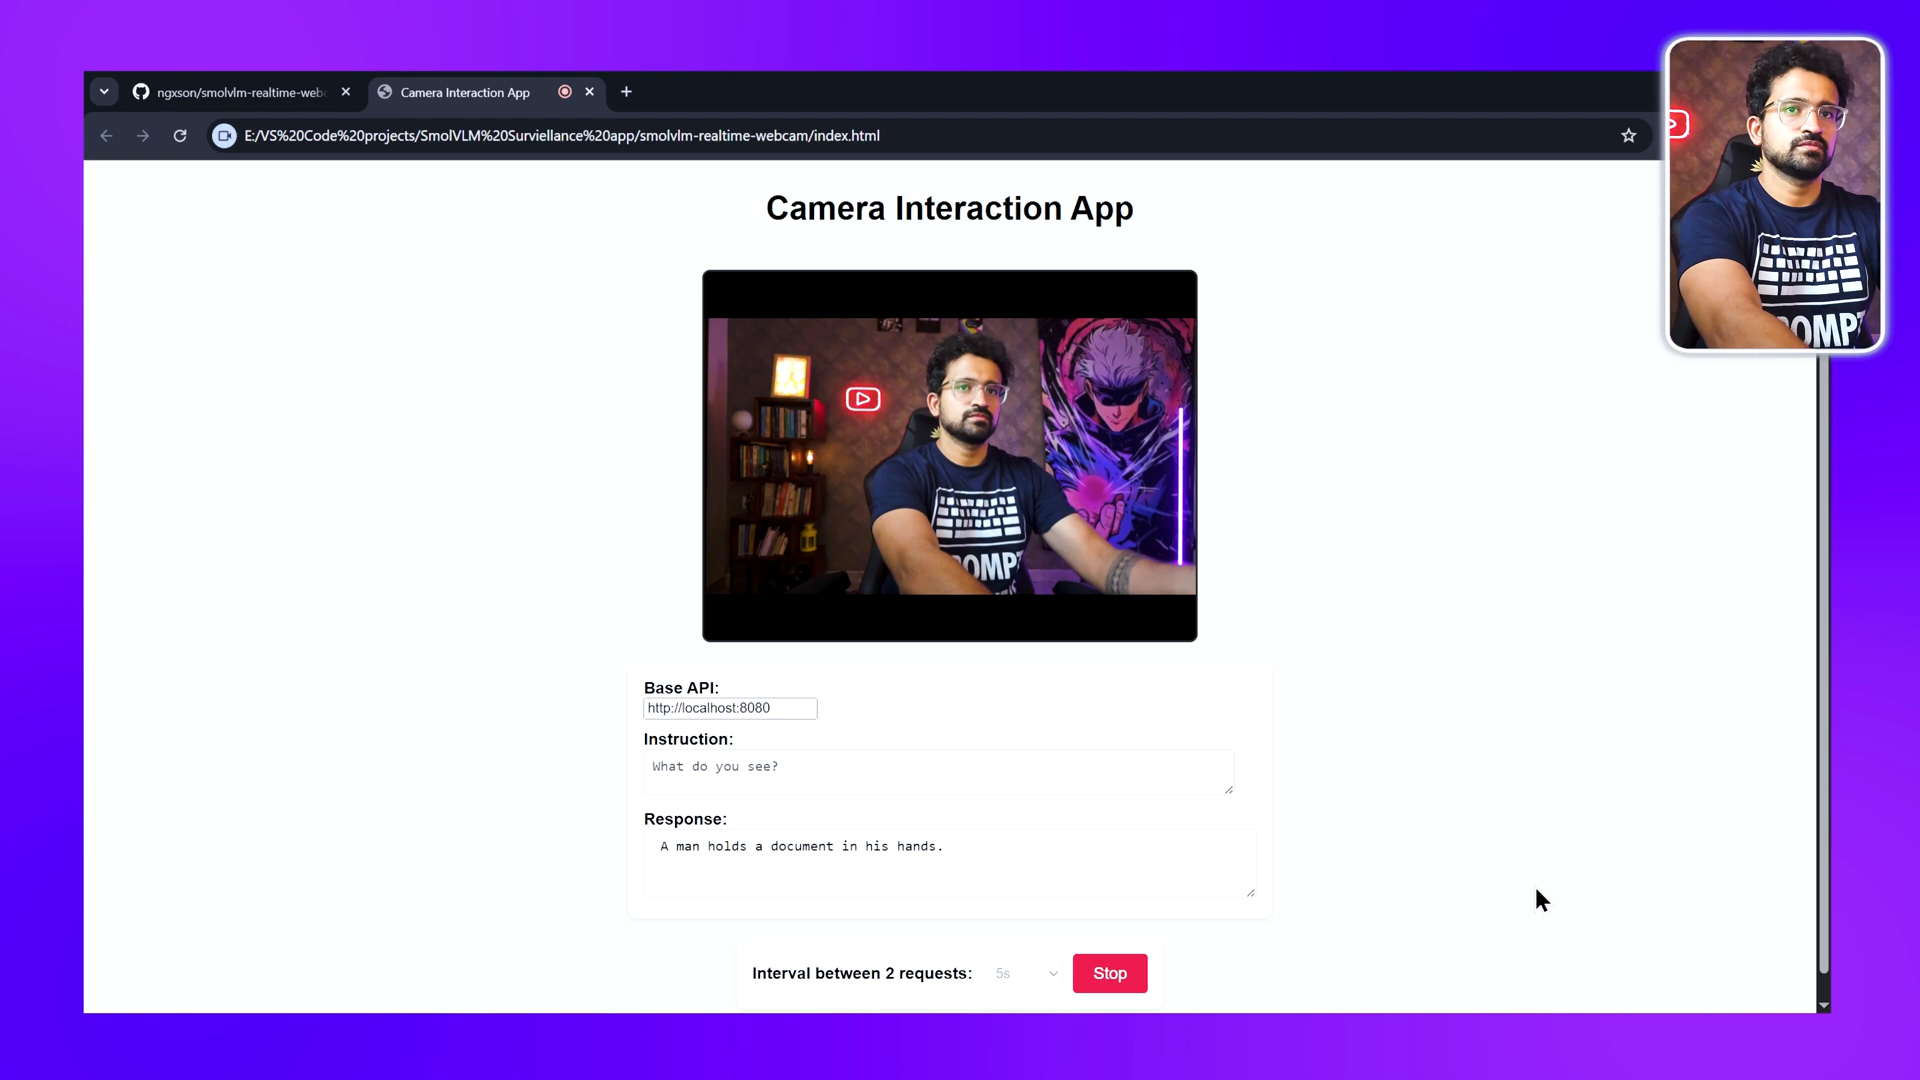 ngxson/smolvlm-realtime-webc
Camera Interaction App
E:/VS%20Code%20projects/SmolVLM%20Surviellance%20app/smolvlm-realtime-webcam/index.html
Camera Interaction App
Base API:
http://localhost:8080
Instruction:
What do you see?
Response:
A man holds a document in his hands.
Interval between 2 requests: 5s Stop